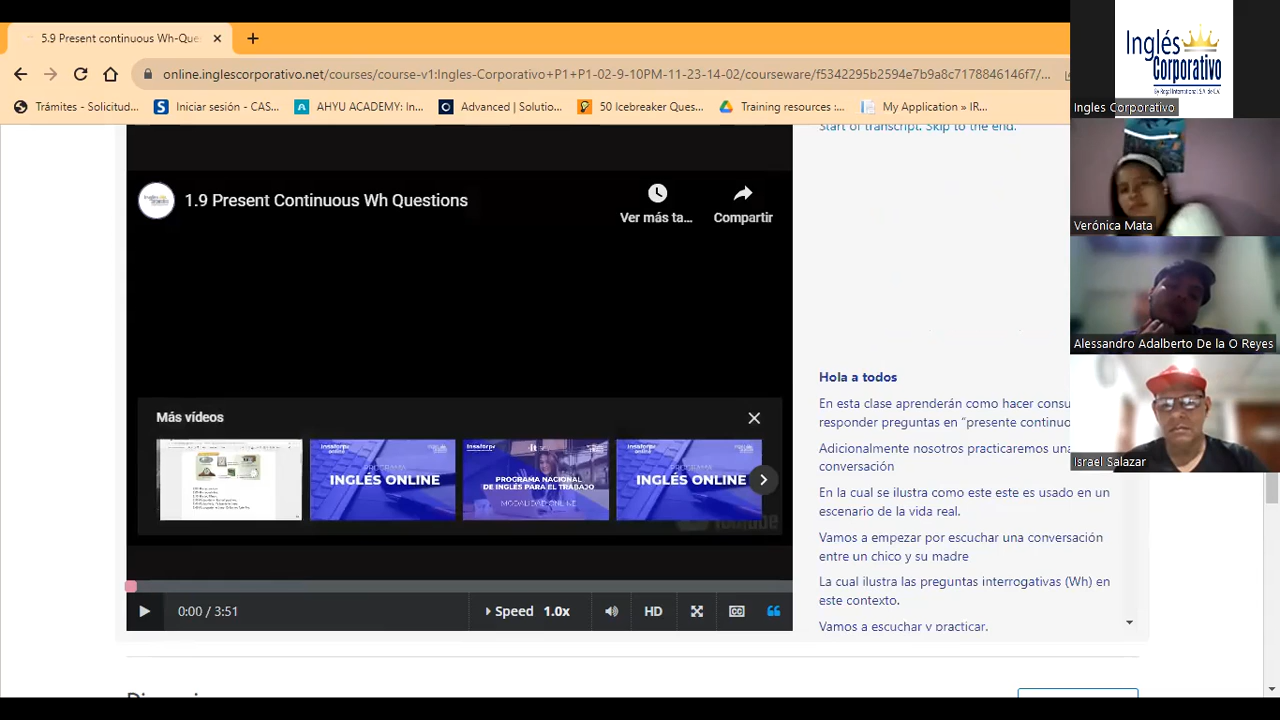 5.9 Present continuous Wh-Que
online.inglescorporativo.net/courses/course-v1:Ingles-Corporativo+P1+P1-02-9-10PM-11-23-14-02/courseware/f5342295b2594e7b9a8c7178846146f7/...
Trámites - Solicitud... Iniciar sesión - CAS... AHYU ACADEMY: In... Advanced | Solutio... 50 Icebreaker Ques... Training resources :... My Application » IR...
Inglés
Corporativo
Ingles Corporativo
Start of transcript. Skip to the end.
1.9 Present Continuous Wh Questions
Ver más ta... Compartir
Verónica Mata
Alessandro Adalberto De la O Reyes
Israel Salazar
Más vídeos
INGLÉS ONLINE
PROGRAMA NACIONAL
DE INGLÉS PARA EL TRABAJO
MODALIDAD ONLINE
INGLÉS ONLINE
Hola a todos
En esta clase aprenderán como hacer consu
responder preguntas en “presente continuo
Adicionalmente nosotros practicaremos una
conversación
En la cual se illustra como este este es usado en un
escenario de la vida real.
Vamos a empezar por escuchar una conversación
entre un chico y su madre
La cual ilustra las preguntas interrogativas (Wh) en
este contexto.
Vamos a escuchar y practicar.
0:00 / 3:51 Speed 1.0x HD